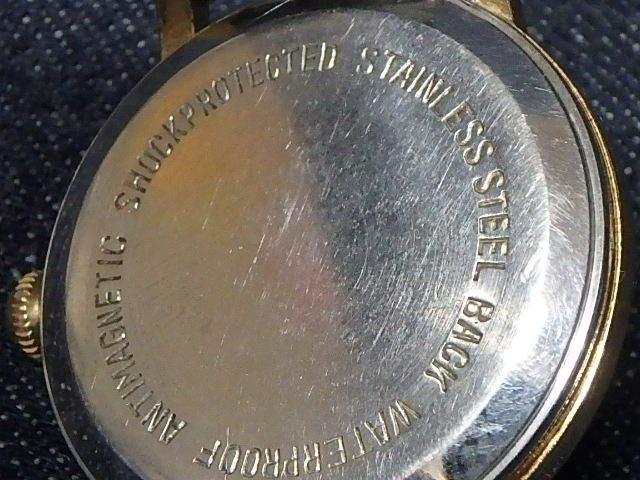 ANTIMAGNETIC SHOCKPROTECTED STAINLESS STEEL BACK WATERPROOF